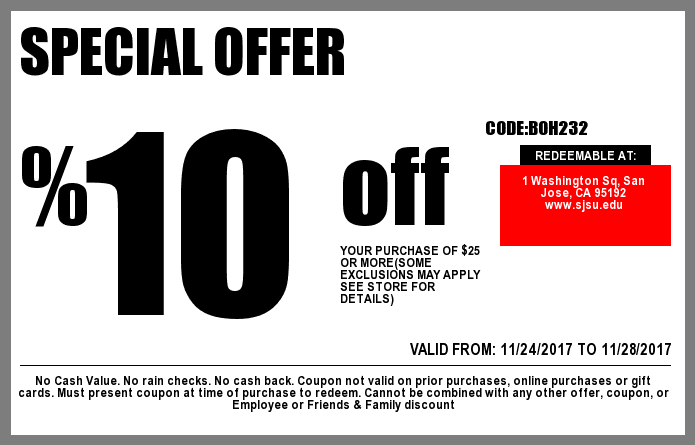 SPECIAL OFFER
%10 off
CODE:BOH232
REDEEMABLE AT:
1 Washington Sq, San
Jose, CA 95192
www.sjsu.edu
YOUR PURCHASE OF $25
OR MORE(SOME
EXCLUSIONS MAY APPLY
SEE STORE FOR
DETAILS)
VALID FROM: 11/24/2017 TO 11/28/2017
No Cash Value. No rain checks. No cash back. Coupon not valid on prior purchases, online purchases or gift
cards. Must present coupon at time of purchase to redeem. Cannot be combined with any other offer, coupon, or
Employee or Friends & Family discount